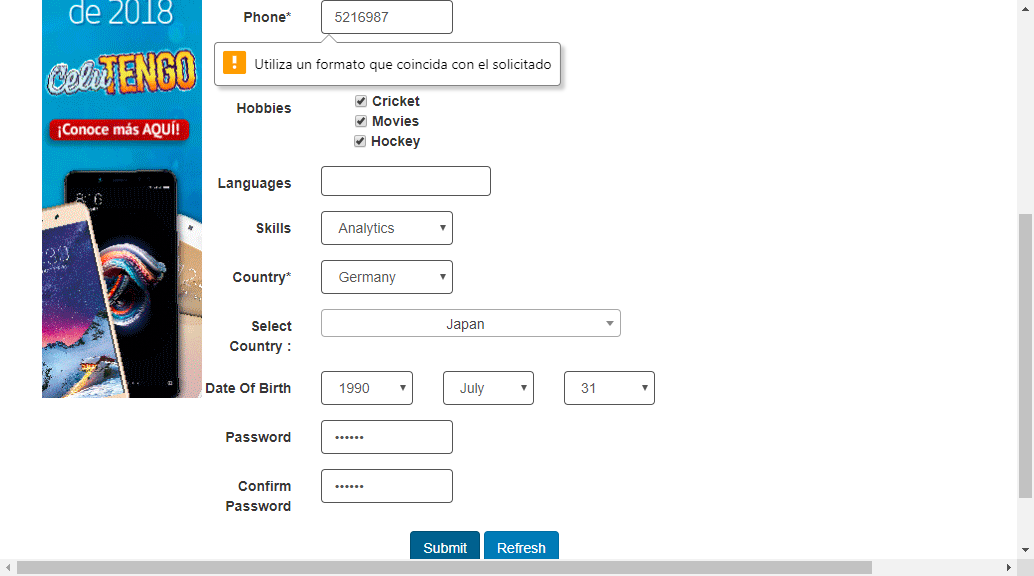 de 2018
CeluTENGO
¡Conoce más AQUÍ!
8:16
Phone*
5216987
Utiliza un formato que coincida con el solicitado
Hobbies
Cricket
Movies
Hockey
Languages
Skills
Analytics
Country*
Germany
Select
Country :
Japan
Date Of Birth
1990
July
31
Password
••••••
Confirm
Password
••••••
Submit
Refresh